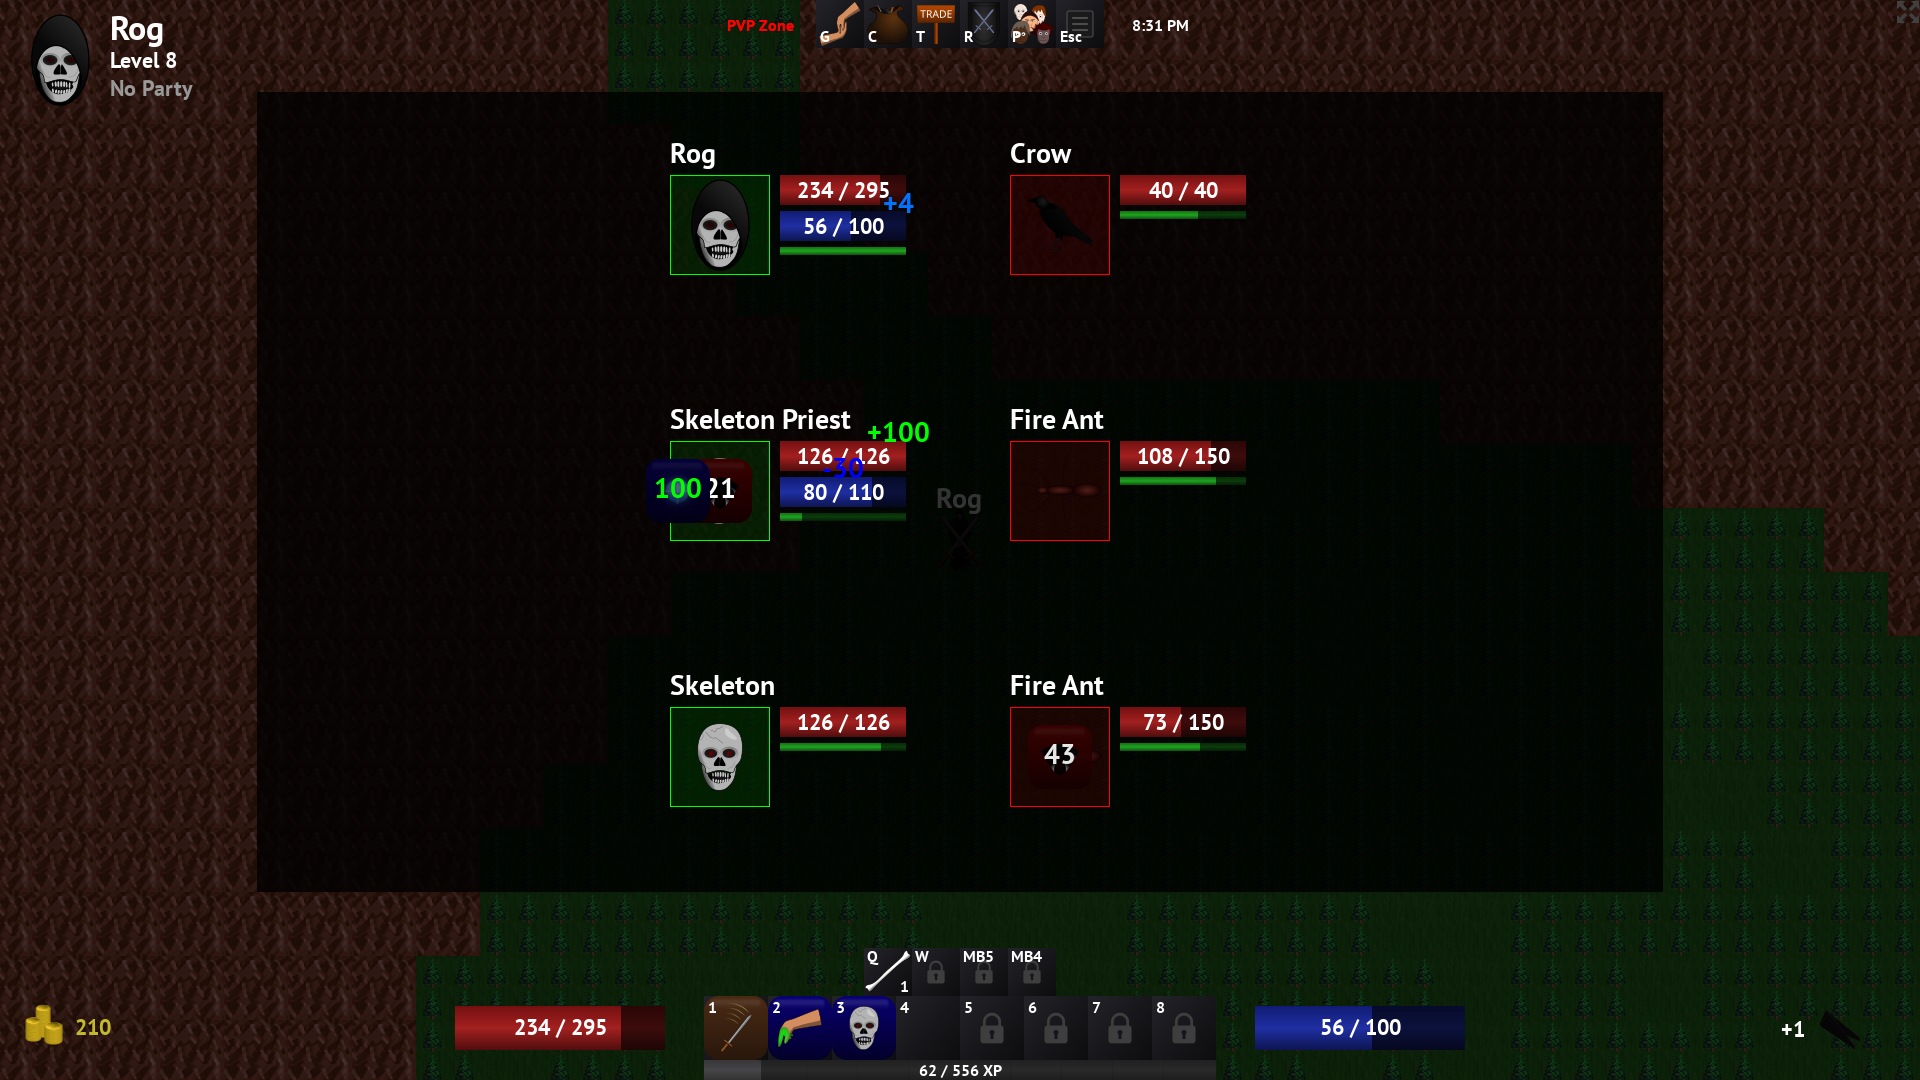 Rog
Level 8
No Party
PVP Zone
G
C
TRADE
T
R
P
Esc
8:31 PM
Rog
234 / 295
+4
56 / 100
Crow
40 / 40
Skeleton Priest
+100
126 / 126
-30
80 / 110
100
21
Rog
Fire Ant
108 / 150
Skeleton
126 / 126
Fire Ant
73 / 150
43
Q
1
W
MB5
MB4
210
234 / 295
1
2
3
4
5
6
7
8
56 / 100
+1
62 / 556 XP